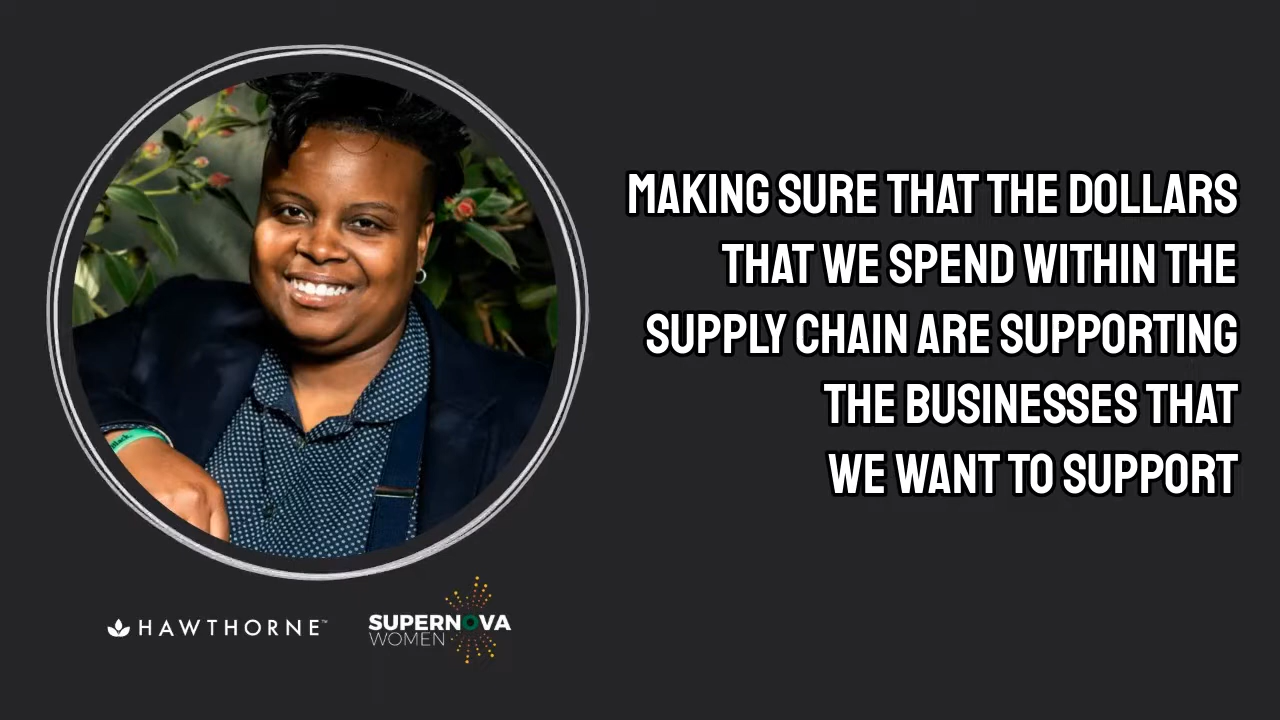 MAKING SURE THAT THE DOLLARS
THAT WE SPEND WITHIN THE
SUPPLY CHAIN ARE SUPPORTING
THE BUSINESSES THAT
WE WANT TO SUPPORT
HAWTHORNE™
SUPERNOVA
WOMEN